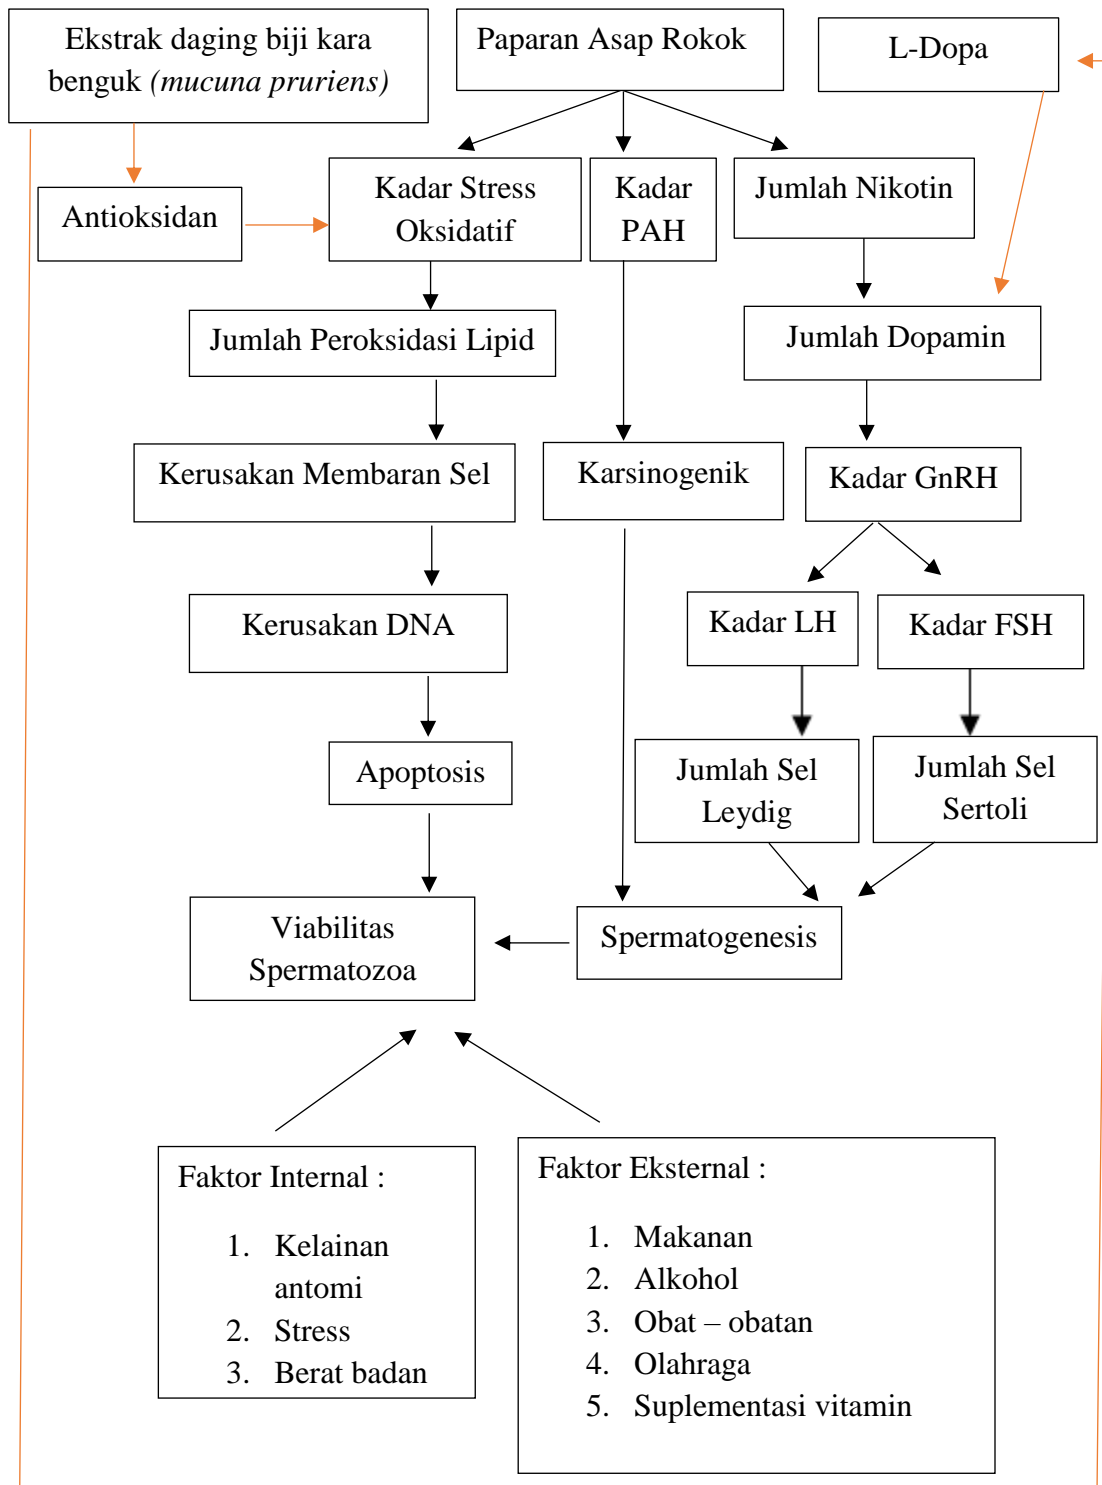 Ekstrak daging biji kara
benguk (mucuna pruriens)
Paparan Asap Rokok
L-Dopa
Antioksidan
Kadar Stress
Oksidatif
Kadar
PAH
Jumlah Nikotin
Jumlah Peroksidasi Lipid
Jumlah Dopamin
Kerusakan Membaran Sel
Karsinogenik
Kadar GnRH
Kerusakan DNA
Kadar LH
Kadar FSH
Apoptosis
Jumlah Sel
Leydig
Jumlah Sel
Sertoli
Viabilitas
Spermatozoa
Spermatogenesis
Faktor Internal :
1. Kelainan
antomi
2. Stress
3. Berat badan
Faktor Eksternal :
1. Makanan
2. Alkohol
3. Obat – obatan
4. Olahraga
5. Suplementasi vitamin